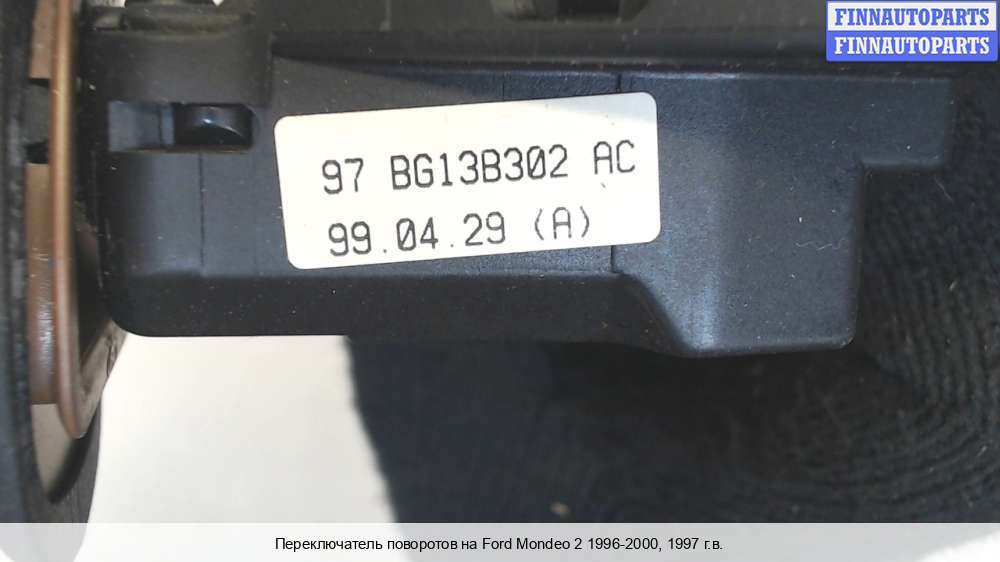 FINNAUTOPARTS
FINNAUTOPARTS
97 BG13B302 AC
99.04.29 (A)
Переключатель поворотов на Ford Mondeo 2 1996-2000, 1997 г.в.